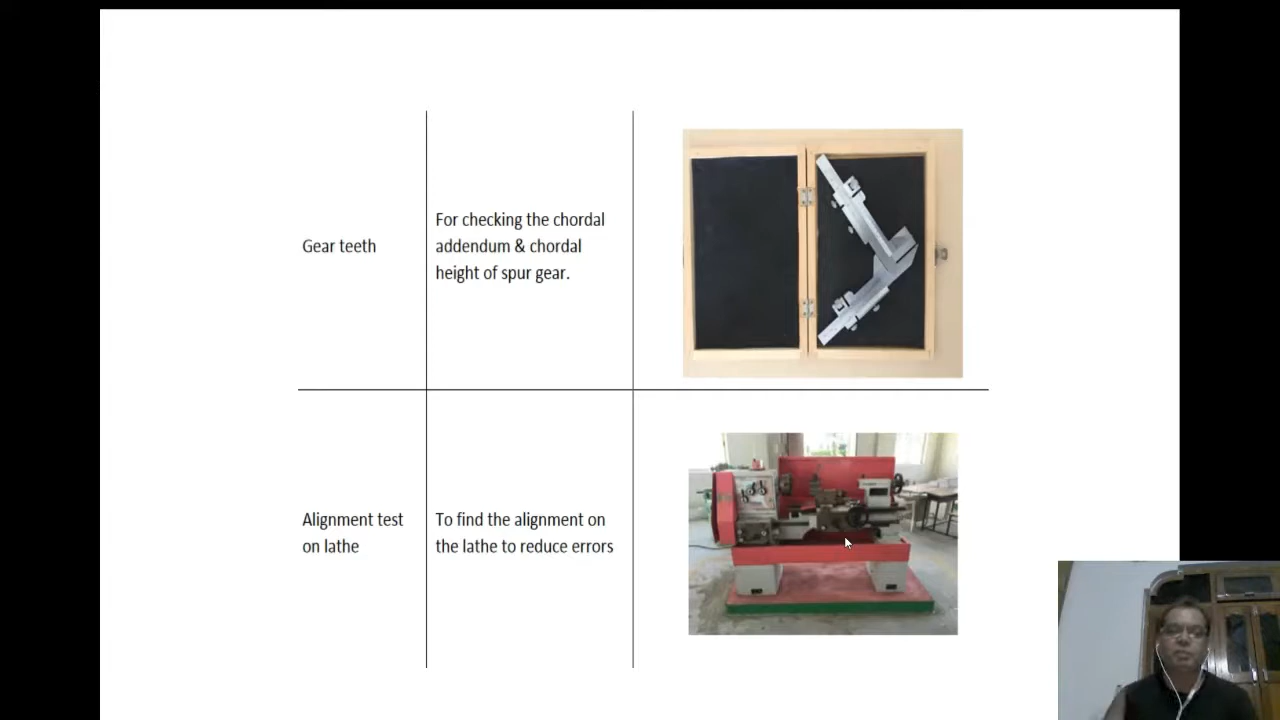 Gear teeth
For checking the chordal
addendum & chordal
height of spur gear.
Alignment test
on lathe
To find the alignment on
the lathe to reduce errors